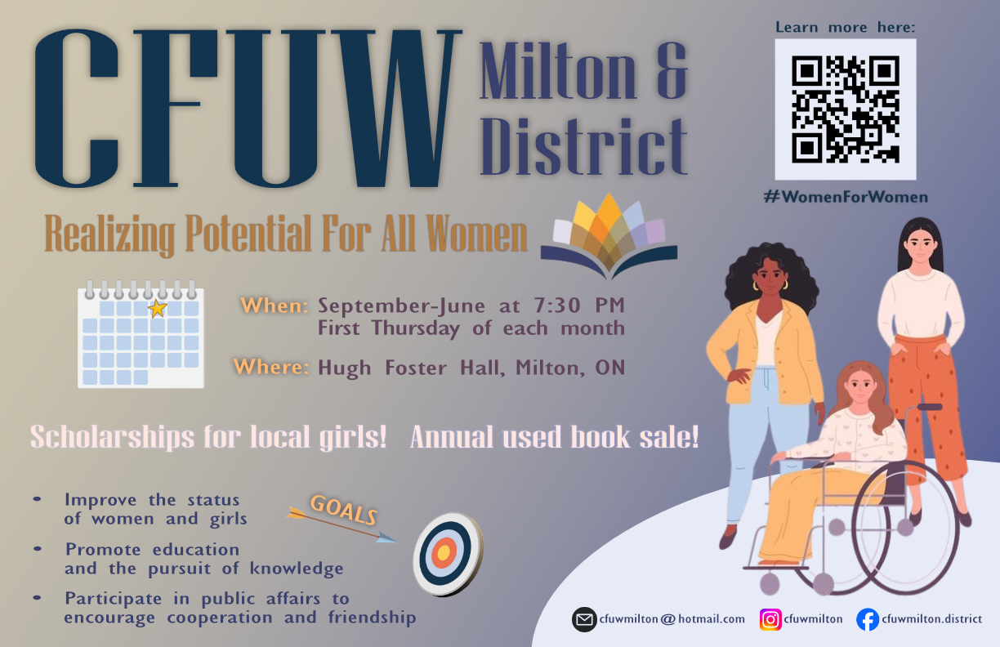 CFUW
Milton &
District
Learn more here:
#WomenForWomen
Realizing Potential For All Women
When: September-June at 7:30 PM
First Thursday of each month
Where: Hugh Foster Hall, Milton, ON
Scholarships for local girls! Annual used book sale!
GOALS
• Improve the status
of women and girls
• Promote education
and the pursuit of knowledge
• Participate in public affairs to
encourage cooperation and friendship
cfuwmilton@hotmail.com cfuwmilton cfuwmilton.district